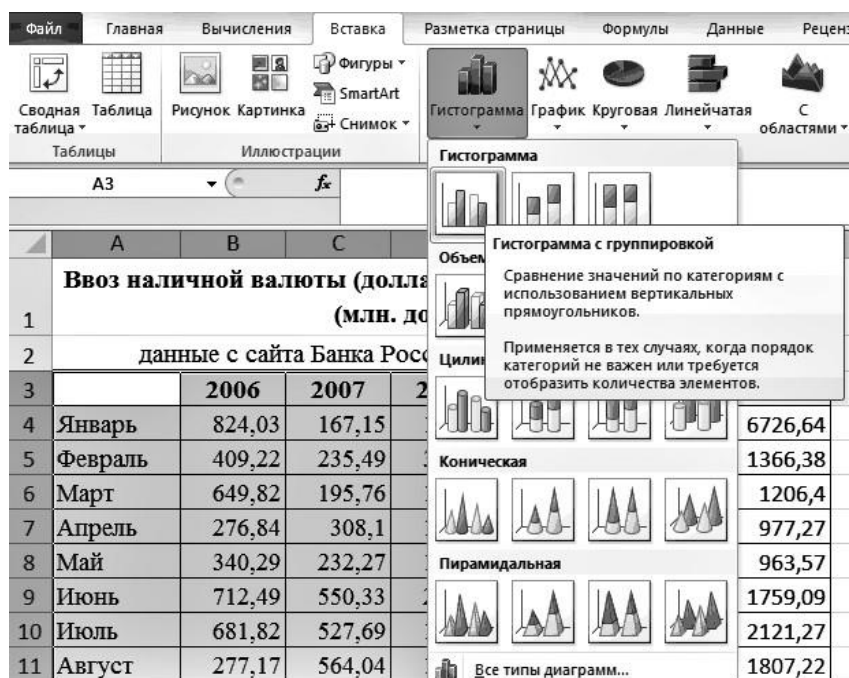 Файл Главная Вычисления Вставка Разметка страницы Формулы Данные Реценз
Фигуры
SmartArt
Снимок
Сводная таблица Таблица Рисунок Картинка Гистограмма График Круговая Линейчатая С областями
Таблицы Иллюстрации
Гистограмма
A3 fx
A B C
Гистограмма с группировкой
Объем
Сравнение значений по категориям с
использованием вертикальных
прямоугольников.
Применяется в тех случаях, когда порядок
категорий не важен или требуется
отобразить количества элементов.
Цилин
1 Ввоз наличной валюты (долла
(млн. до
2 данные с сайта Банка Росс
3 2006 2007 2
4 Январь 824,03 167,15 6726,64
5 Февраль 409,22 235,49 1366,38
Коническая
6 Март 649,82 195,76 1206,4
7 Апрель 276,84 308,1 977,27
8 Май 340,29 232,27 963,57
Пирамидальная
9 Июнь 712,49 550,33 1759,09
10 Июль 681,82 527,69 2121,27
11 Август 277,17 564,04 1807,22
Все типы диаграмм...